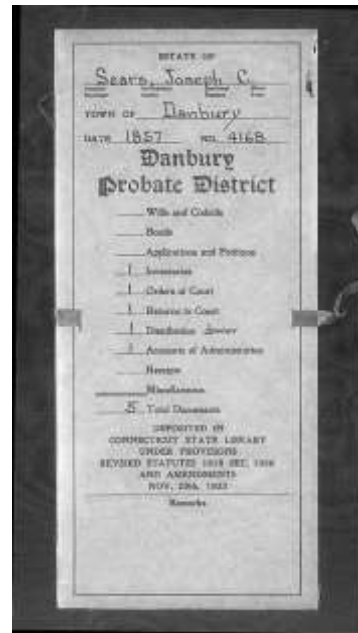 ESTATE OF
Sears, Joseph C.
TOWN OF Danbury
DATE 1857 NO. 4168
Danbury
Probate District
Wills and Codicils
Bonds
Applications and Petitions
1 Inventories
1 Orders of Court
1 Returns to Court
1 Distribution dower
1 Accounts of Administration
Receipts
Miscellaneous
5 Total Documents
DEPOSITED IN
CONNECTICUT STATE LIBRARY
UNDER PROVISIONS
REVISED STATUTES 1918 SEC.
AND AMENDMENTS
NOV.
Remarks